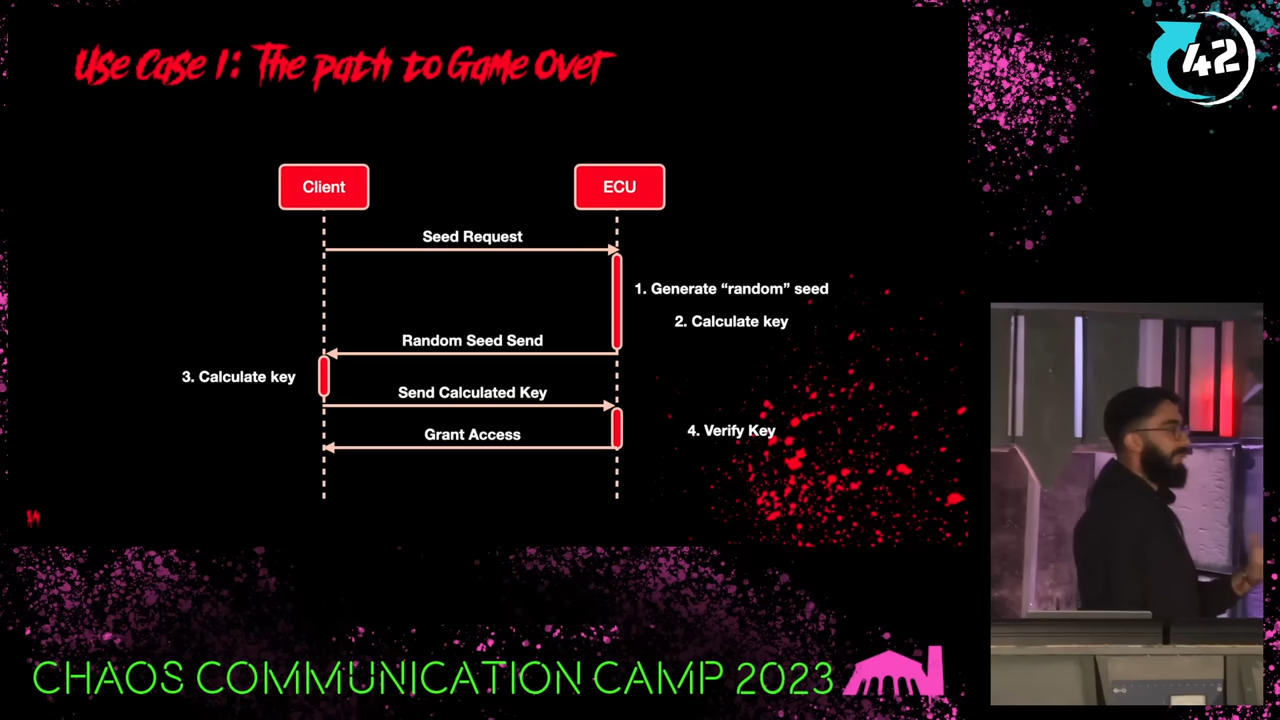 Use Case 1: The path to Game Over
42
Client
ECU
Seed Request
1. Generate “random” seed
2. Calculate key
Random Seed Send
3. Calculate key
Send Calculated Key
4. Verify Key
Grant Access
CHAOS COMMUNICATION CAMP 2023